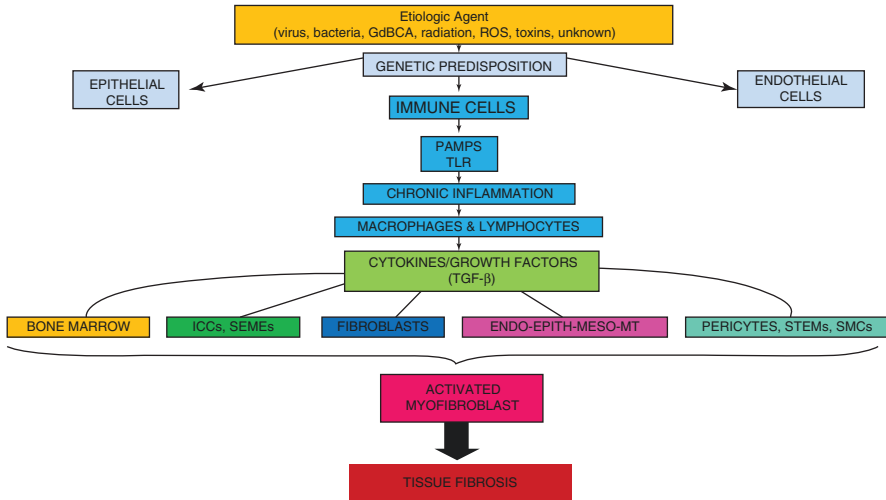 Etiologic Agent
(virus, bacteria, GdBCA, radiation, ROS, toxins, unknown)
GENETIC PREDISPOSITION
EPITHELIAL
CELLS
ENDOTHELIAL
CELLS
IMMUNE CELLS
PAMPS
TLR
CHRONIC INFLAMMATION
MACROPHAGES & LYMPHOCYTES
CYTOKINES/GROWTH FACTORS
(TGF-β)
BONE MARROW
ICCs, SEMEs
FIBROBLASTS
ENDO-EPITH-MESO-MT
PERICYTES, STEMs, SMCs
ACTIVATED
MYOFIBROBLAST
TISSUE FIBROSIS